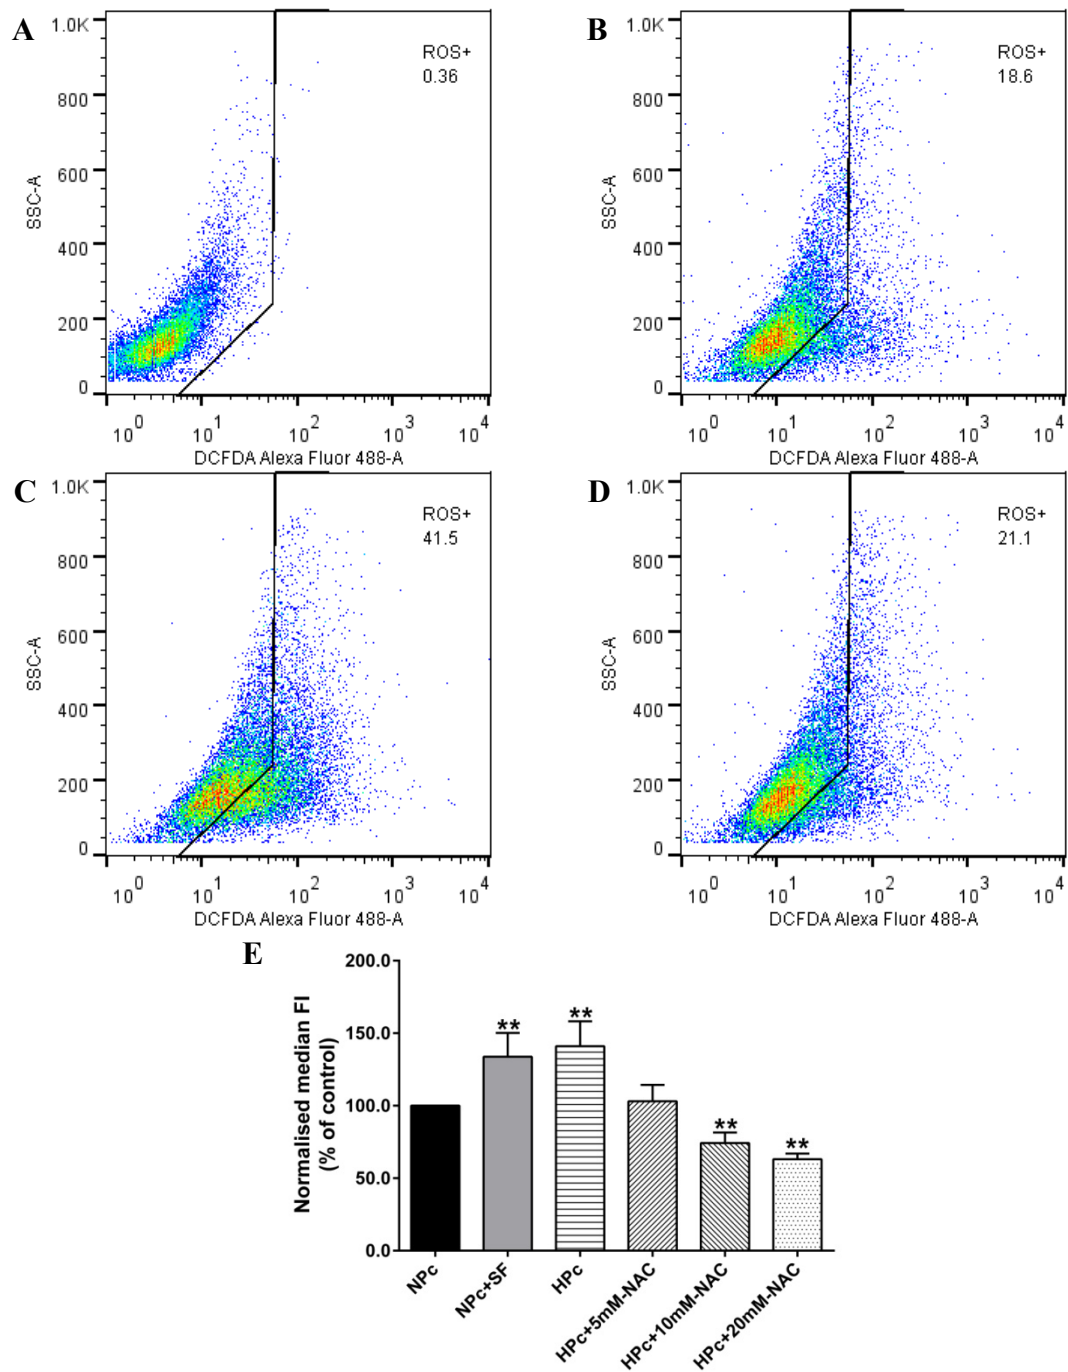 A
1.0K
800
600
400
200
0
SSC-A
ROS+
0.36
10^0 10^1 10^2 10^3 10^4
DCFDA Alexa Fluor 488-A
B
1.0K
800
600
400
200
0
SSC-A
ROS+
18.6
10^0 10^1 10^2 10^3 10^4
DCFDA Alexa Fluor 488-A
C
1.0K
800
600
400
200
0
SSC-A
ROS+
41.5
10^0 10^1 10^2 10^3 10^4
DCFDA Alexa Fluor 488-A
D
1.0K
800
600
400
200
0
SSC-A
ROS+
21.1
10^0 10^1 10^2 10^3 10^4
DCFDA Alexa Fluor 488-A
E
Normalised median FI
(% of control)
200.0
150.0
100.0
50.0
0.0
** ** ** **
NPc
NPc+SF
HPc
HPc+5mM-NAC
HPc+10mM-NAC
HPc+20mM-NAC